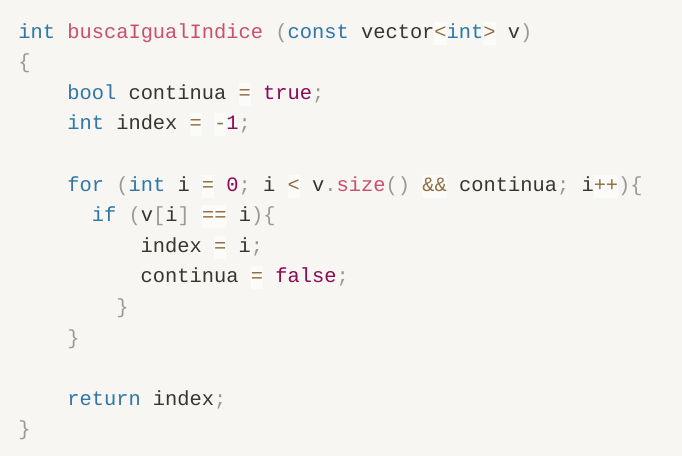 int buscaIgualIndice (const vector<int> v)
{
    bool continua = true;
    int index = -1;

    for (int i = 0; i < v.size() && continua; i++){
      if (v[i] == i){
          index = i;
          continua = false;
        }
    }

    return index;
}